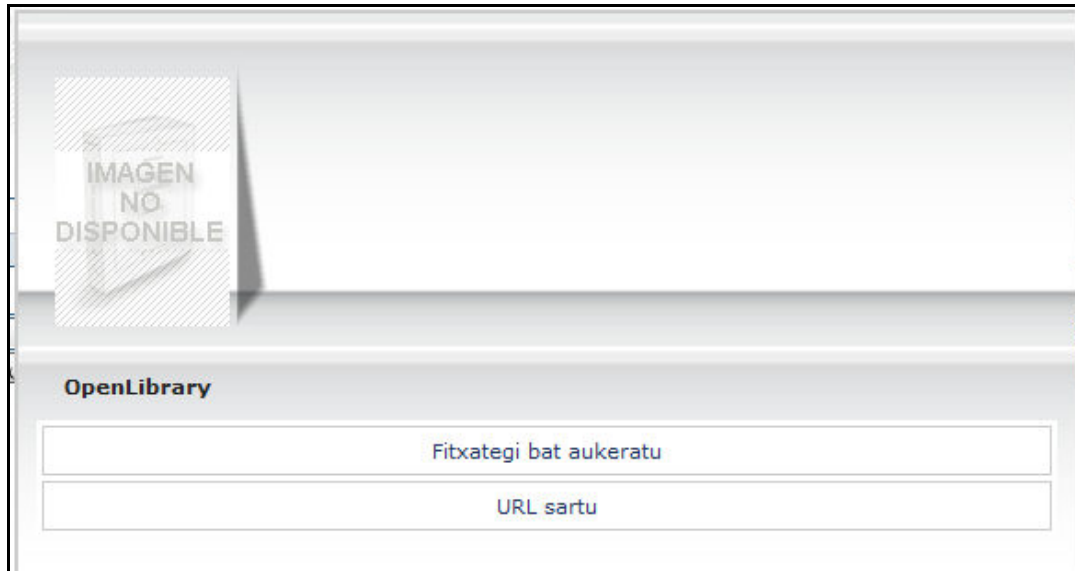 IMAGEN
NO
DISPONIBLE
OpenLibrary
Fitxategi bat aukeratu
URL sartu